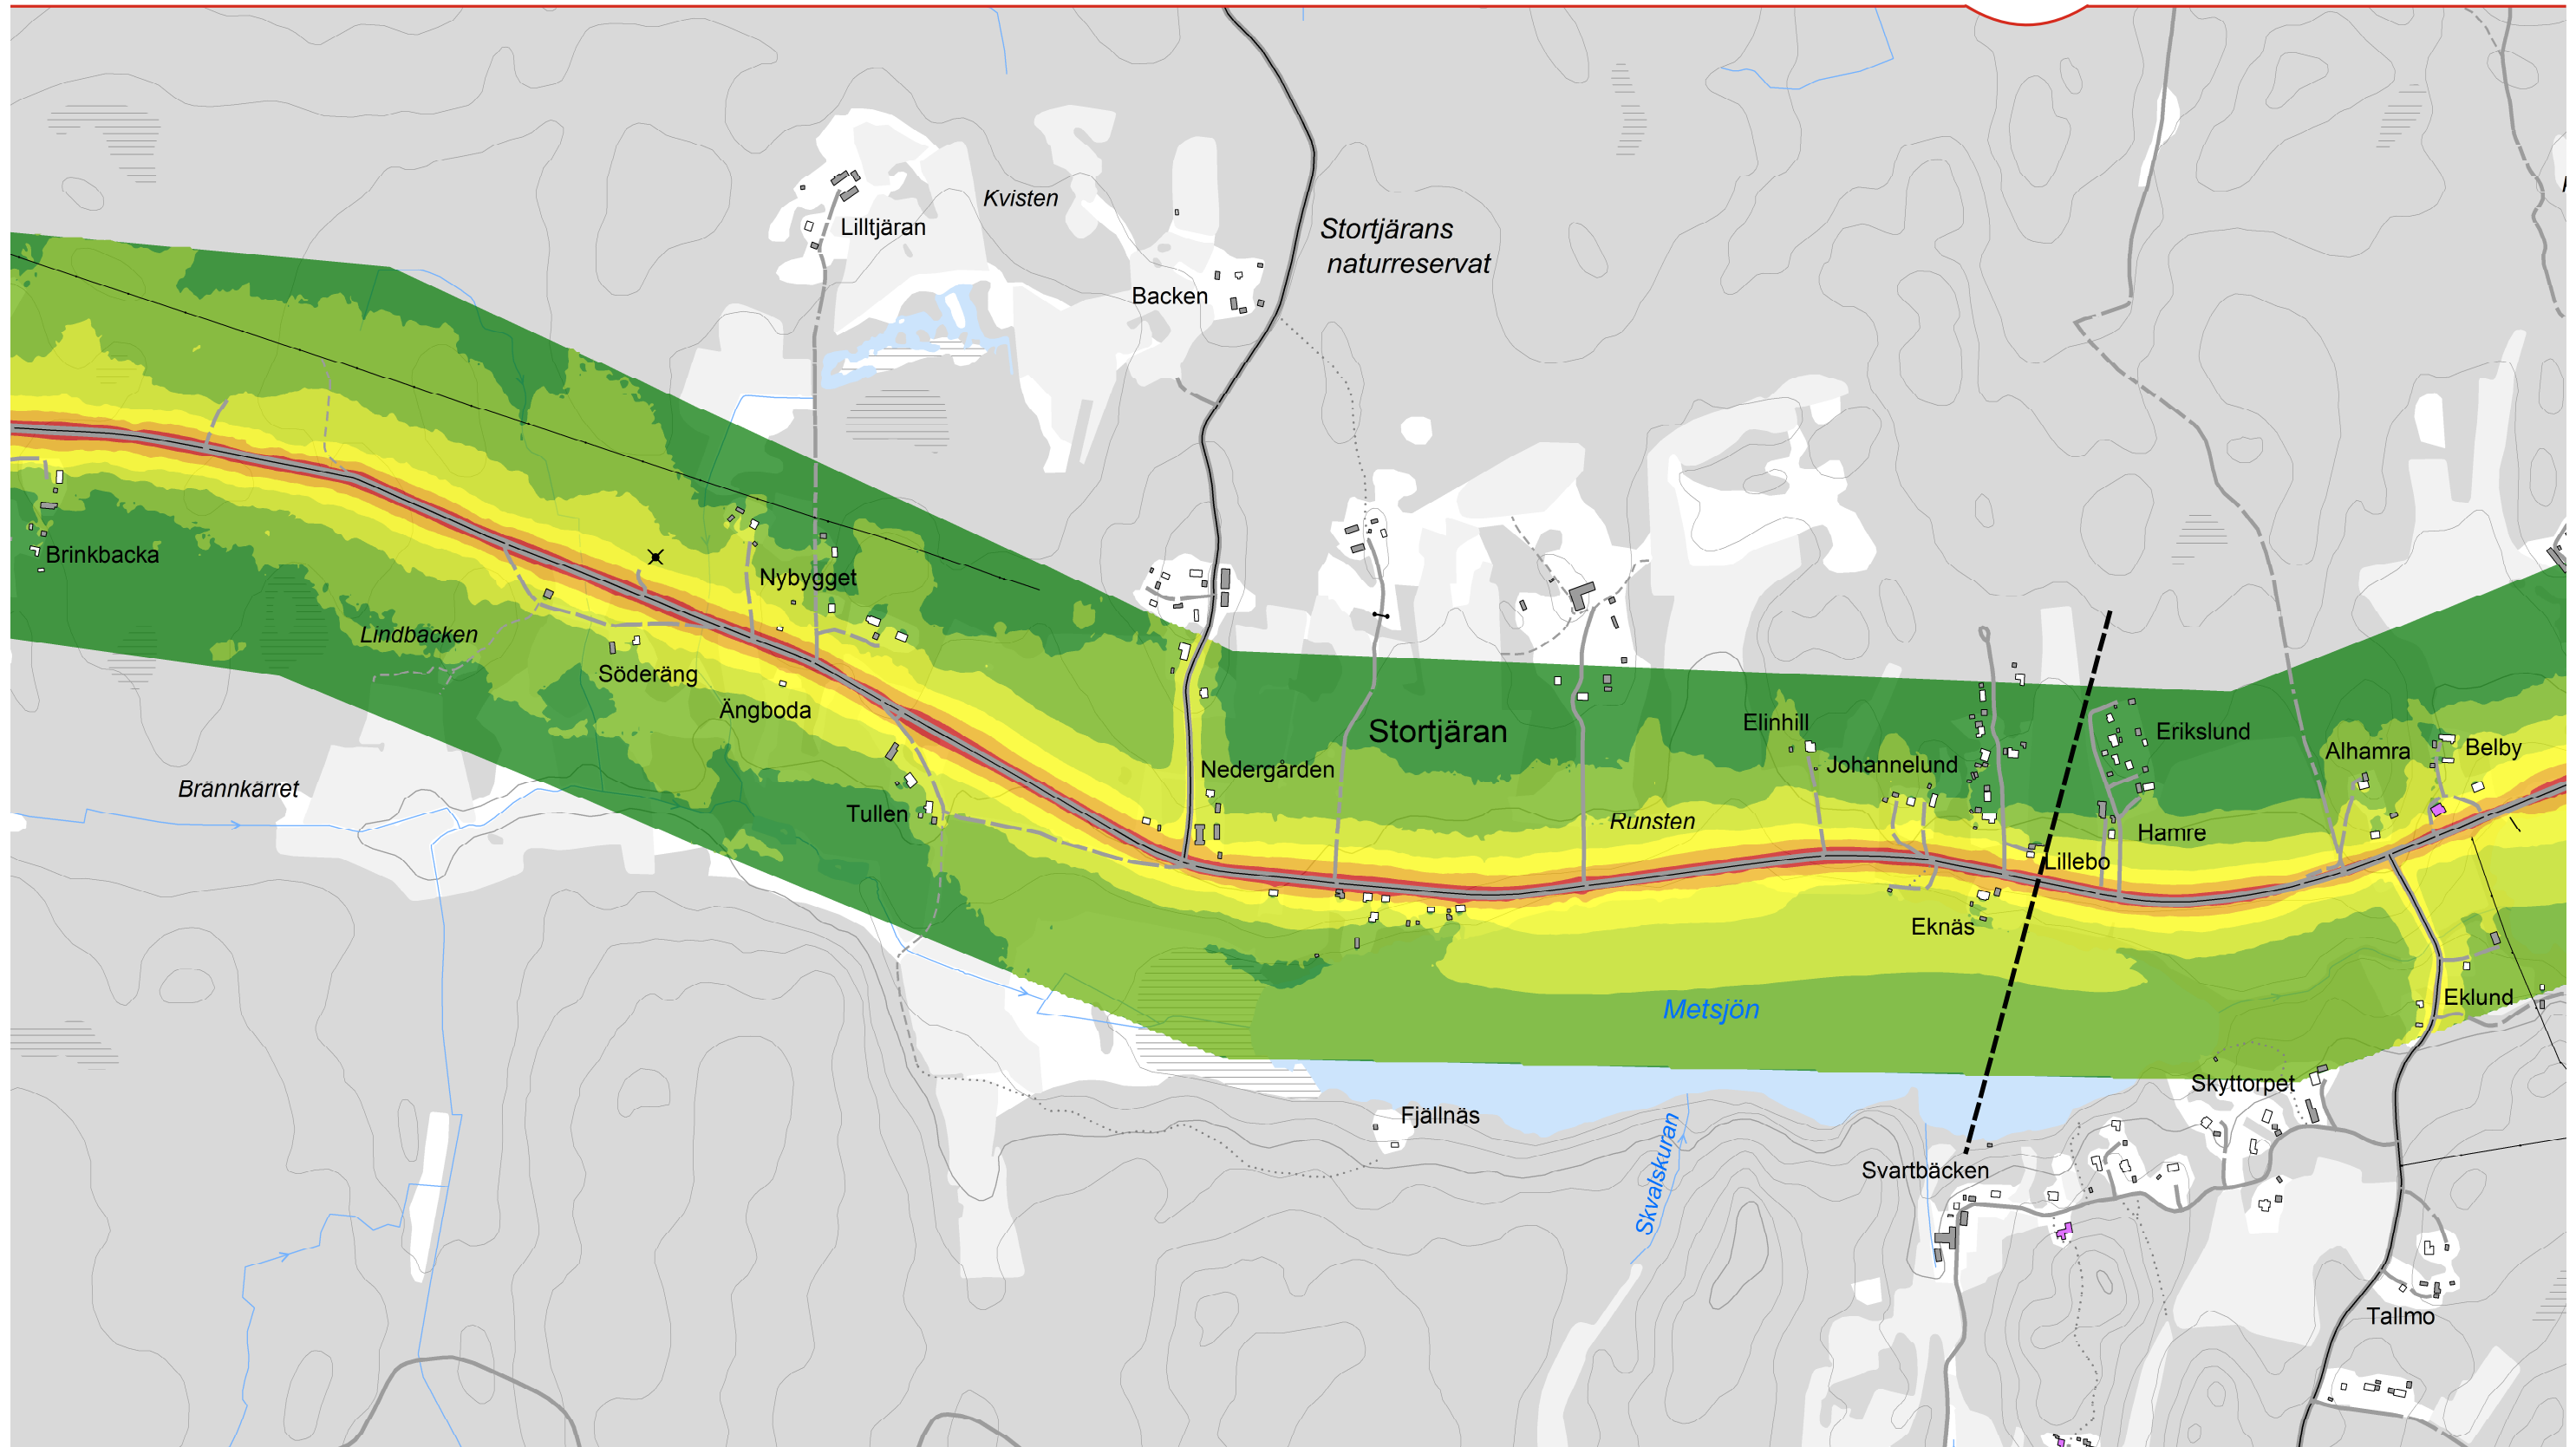 Kvisten
Lilltjäran
Stortjärans
naturreservat
Backen
Brinkbacka
Nybygget
Lindbacken
Söderäng
Ängboda
Stortjäran
Elinhill
Erikslund
Alhamra
Belby
Johannelund
Nedergården
Brännkärret
Tullen
Runsten
Hamre
Lillebo
Eknäs
Metsjön
Eklund
Skyttorpet
Fjällnäs
Skvalskuran
Svartbäcken
Tallmo